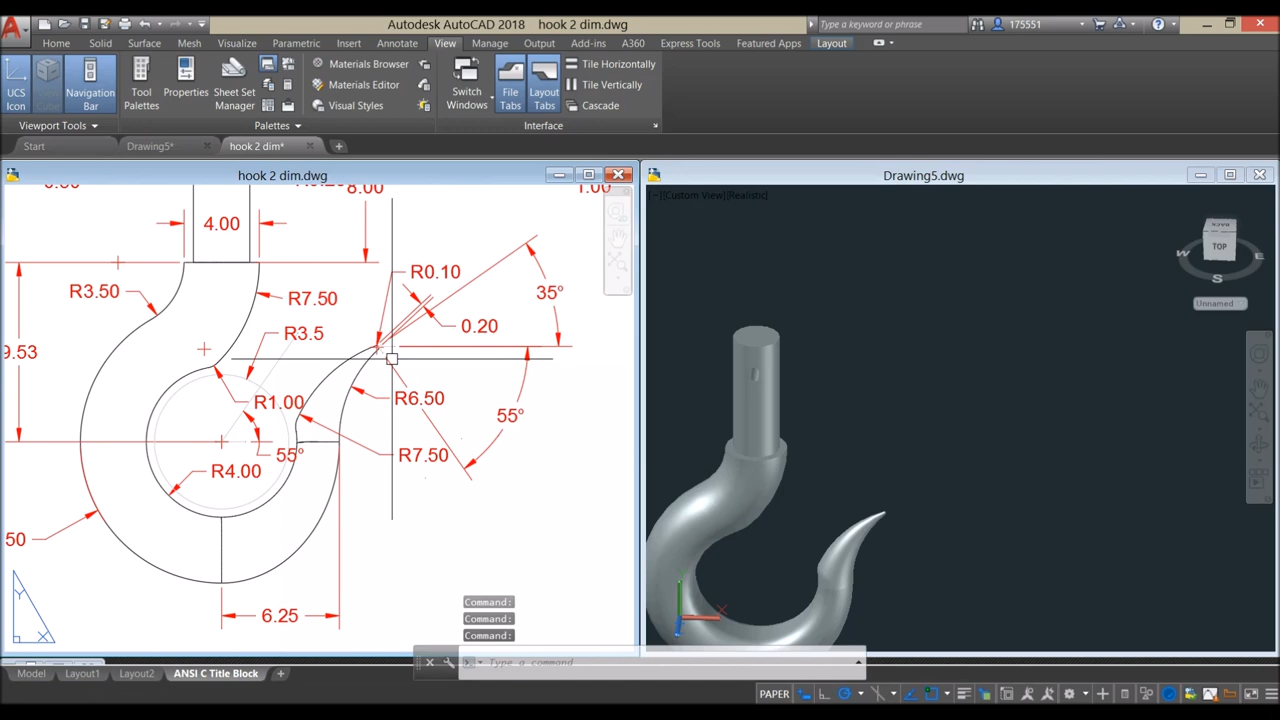 Autodesk AutoCAD 2018 hook 2 dim.dwg
Type a keyword or phrase
175551
Home Solid Surface Mesh Visualize Parametric Insert Annotate View Manage Output Add-ins A360 Express Tools Featured Apps Layout
UCS Icon
Navigation Bar
Tool Palettes
Properties
Sheet Set Manager
Materials Browser
Materials Editor
Visual Styles
Switch Windows
File Tabs
Layout Tabs
Tile Horizontally
Tile Vertically
Cascade
Viewport Tools
Palettes
Interface
Start
Drawing5*
hook 2 dim*
hook 2 dim.dwg
Drawing5.dwg
8.00
1.00
4.00
R0.10
R3.50
R7.50
35°
0.20
R3.5
9.53
R1.00
R6.50
55°
55°
R7.50
R4.00
50
6.25
Y
X
[−][Custom View][Realistic]
TOP
W
E
S
Unnamed
Command:
Command:
Command:
Type a command
Model Layout1 Layout2 ANSI C Title Block
PAPER